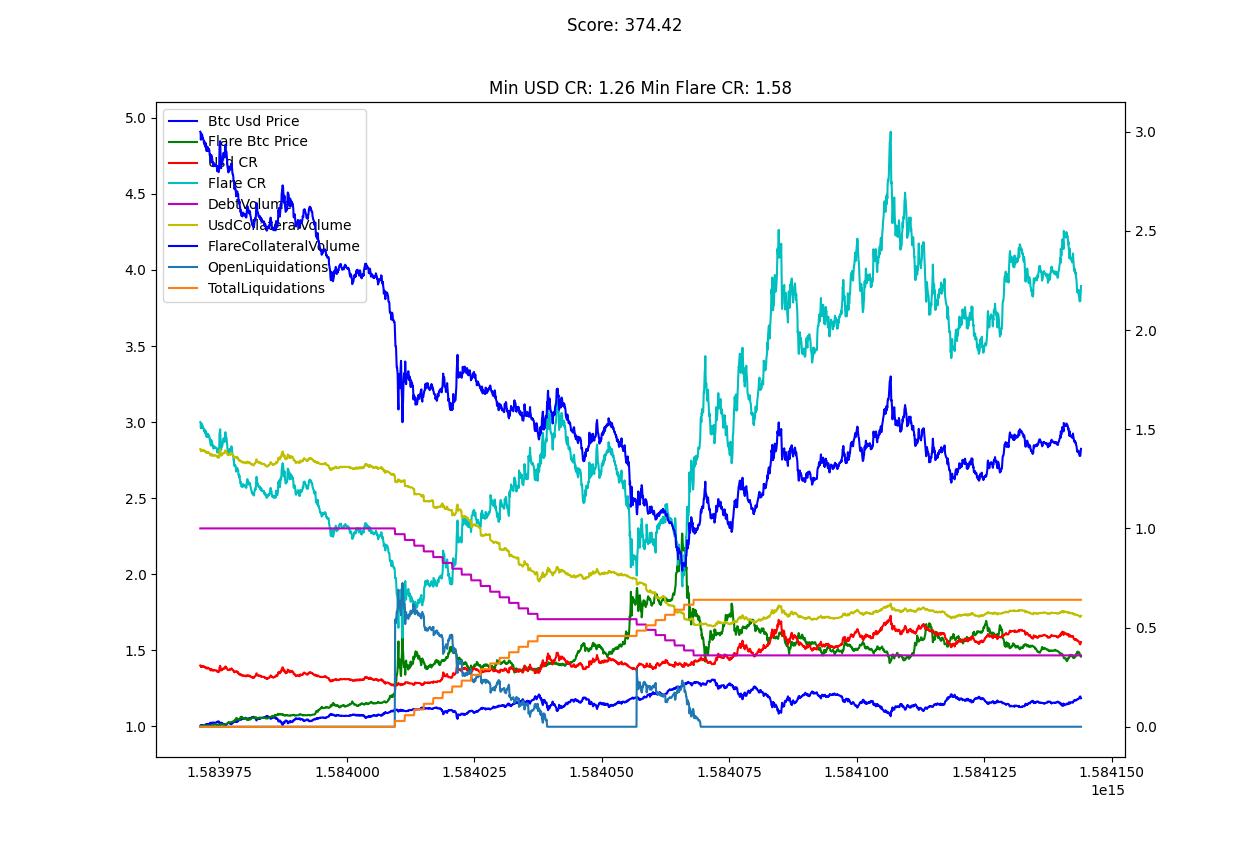 Score: 374.42
Min USD CR: 1.26 Min Flare CR: 1.58
Btc Usd Price
Flare Btc Price
Usd CR
Flare CR
DebtVolume
UsdCollateralVolume
FlareCollateralVolume
OpenLiquidations
TotalLiquidations
5.0
4.5
4.0
3.5
3.0
2.5
2.0
1.5
1.0
3.0
2.5
2.0
1.5
1.0
0.5
0.0
1.583975 1.584000 1.584025 1.584050 1.584075 1.584100 1.584125 1.584150
1e15